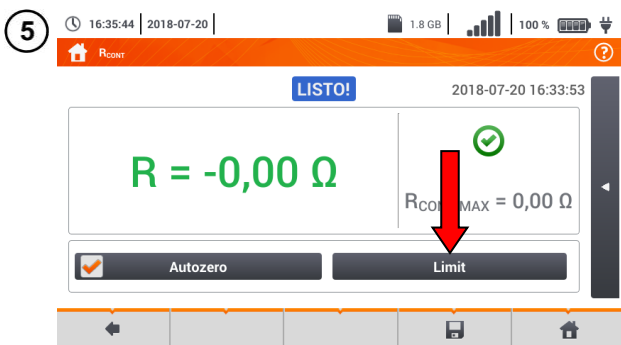 5
16:35:44 2018-07-20 1.8 GB 100 %
RCONT ?
LISTO! 2018-07-20 16:33:53
R = -0,00 Ω
MAX = 0,00 Ω
Autozero Limit